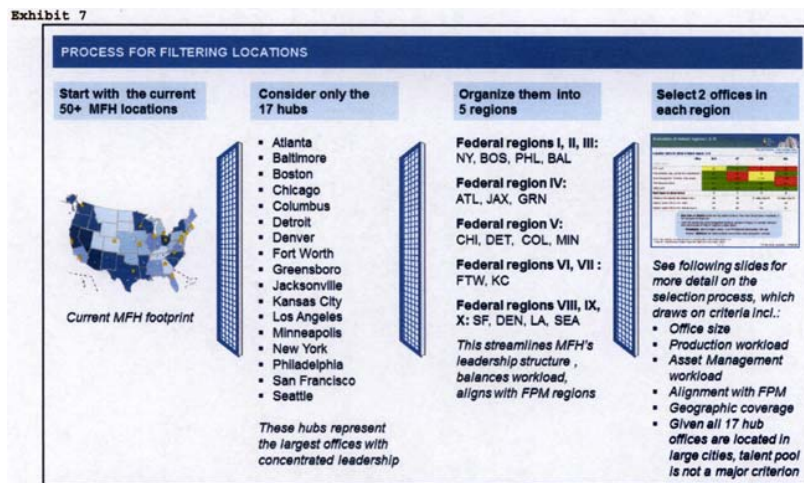 Exhibit 7
PROCESS FOR FILTERING LOCATIONS
Start with the current
50+ MFH locations
Current MFH footprint
Consider only the
17 hubs
▪ Atlanta
▪ Baltimore
▪ Boston
▪ Chicago
▪ Columbus
▪ Detroit
▪ Denver
▪ Fort Worth
▪ Greensboro
▪ Jacksonville
▪ Kansas City
▪ Los Angeles
▪ Minneapolis
▪ New York
▪ Philadelphia
▪ San Francisco
▪ Seattle
These hubs represent
the largest offices with
concentrated leadership
Organize them into
5 regions
Federal regions I, II, III:
NY, BOS, PHL, BAL
Federal region IV:
ATL, JAX, GRN
Federal region V:
CHI, DET, COL, MIN
Federal regions VI, VII :
FTW, KC
Federal regions VIII, IX,
X: SF, DEN, LA, SEA
This streamlines MFH's
leadership structure ,
balances workload,
aligns with FPM regions
Select 2 offices in
each region
See following slides for
more detail on the
selection process, which
draws on criteria incl.:
▪ Office size
▪ Production workload
▪ Asset Management
workload
▪ Alignment with FPM
▪ Geographic coverage
▪ Given all 17 hub
offices are located in
large cities, talent pool
is not a major criterion